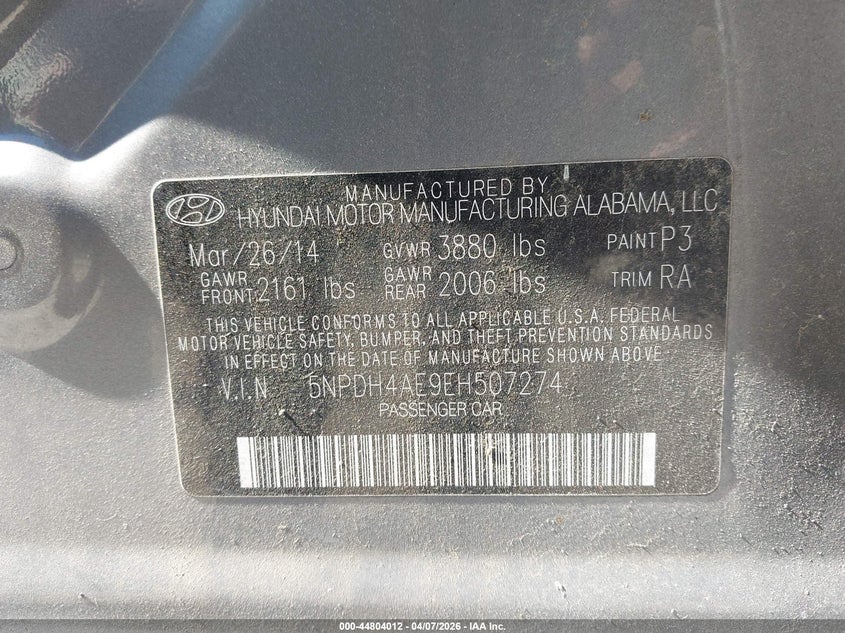 MANUFACTURED BY
HYUNDAI MOTOR MANUFACTURING ALABAMA, LLC
Mar/26/14 GVWR 3880 lbs PAINT P3
GAWR FRONT 2161 lbs GAWR REAR 2006 lbs TRIM RA
THIS VEHICLE CONFORMS TO ALL APPLICABLE U.S.A. FEDERAL
MOTOR VEHICLE SAFETY, BUMPER, AND THEFT PREVENTION STANDARDS
IN EFFECT ON THE DATE OF MANUFACTURE SHOWN ABOVE
V.I.N 5NPDH4AE9EH507274
PASSENGER CAR
000-44804012 - 04/07/2026 - IAA Inc.